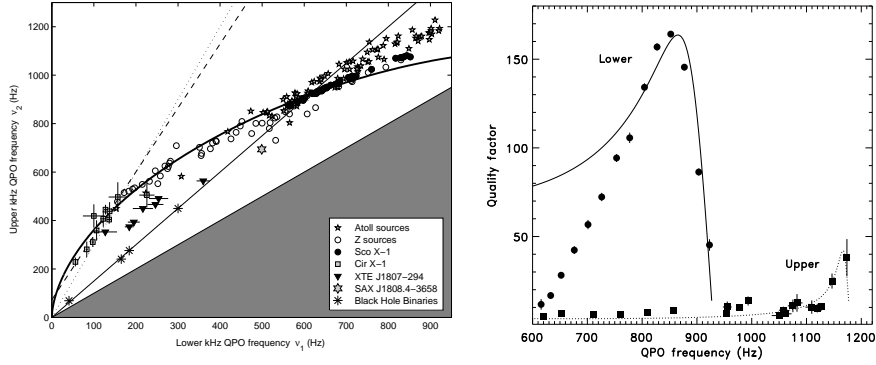 1200
1000
800
600
400
200
0
Upper kHz QPO frequency ν2 (Hz)
Atoll sources
Z sources
Sco X−1
Cir X−1
XTE J1807−294
SAX J1808.4−3658
Black Hole Binaries
0 100 200 300 400 500 600 700 800 900
Lower kHz QPO frequency ν1 (Hz)
150
100
50
Quality factor
Lower
Upper
600 700 800 900 1000 1100 1200
QPO frequency (Hz)